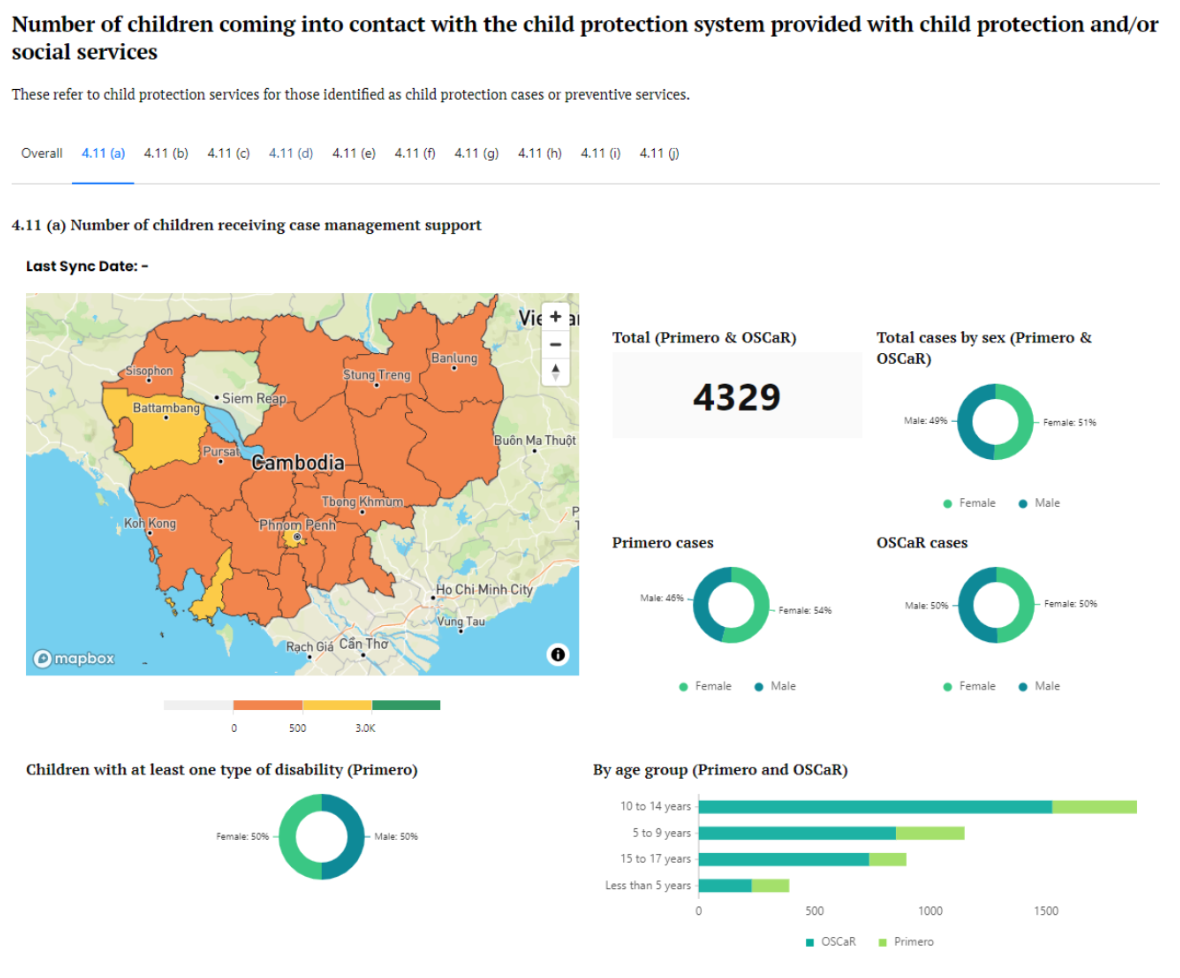 Number of children coming into contact with the child protection system provided with child protection and/or
social services
These refer to child protection services for those identified as child protection cases or preventive services.
Overall 4.11 (a) 4.11 (b) 4.11 (c) 4.11 (d) 4.11 (e) 4.11 (f) 4.11 (g) 4.11 (h) 4.11 (i) 4.11 (j)
4.11 (a) Number of children receiving case management support
Last Sync Date: -
Sisophon
Siem Reap
Battambang
Stung Treng
Banlung
Buôn Ma Thuột
Pursat
Cambodia
Tbong Khmum
Koh Kong
Phnom Penh
Ho Chi Minh City
Vũng Tàu
Rạch Giá
Cần Thơ
mapbox
0 500 3.0K
Total (Primero & OSCaR)
4329
Total cases by sex (Primero &
OSCaR)
Male: 49%
Female: 51%
Female Male
Primero cases
Male: 46%
Female: 54%
Female Male
OSCaR cases
Male: 50%
Female: 50%
Female Male
Children with at least one type of disability (Primero)
Female: 50%
Male: 50%
By age group (Primero and OSCaR)
10 to 14 years
5 to 9 years
15 to 17 years
Less than 5 years
0 500 1000 1500
OSCaR Primero